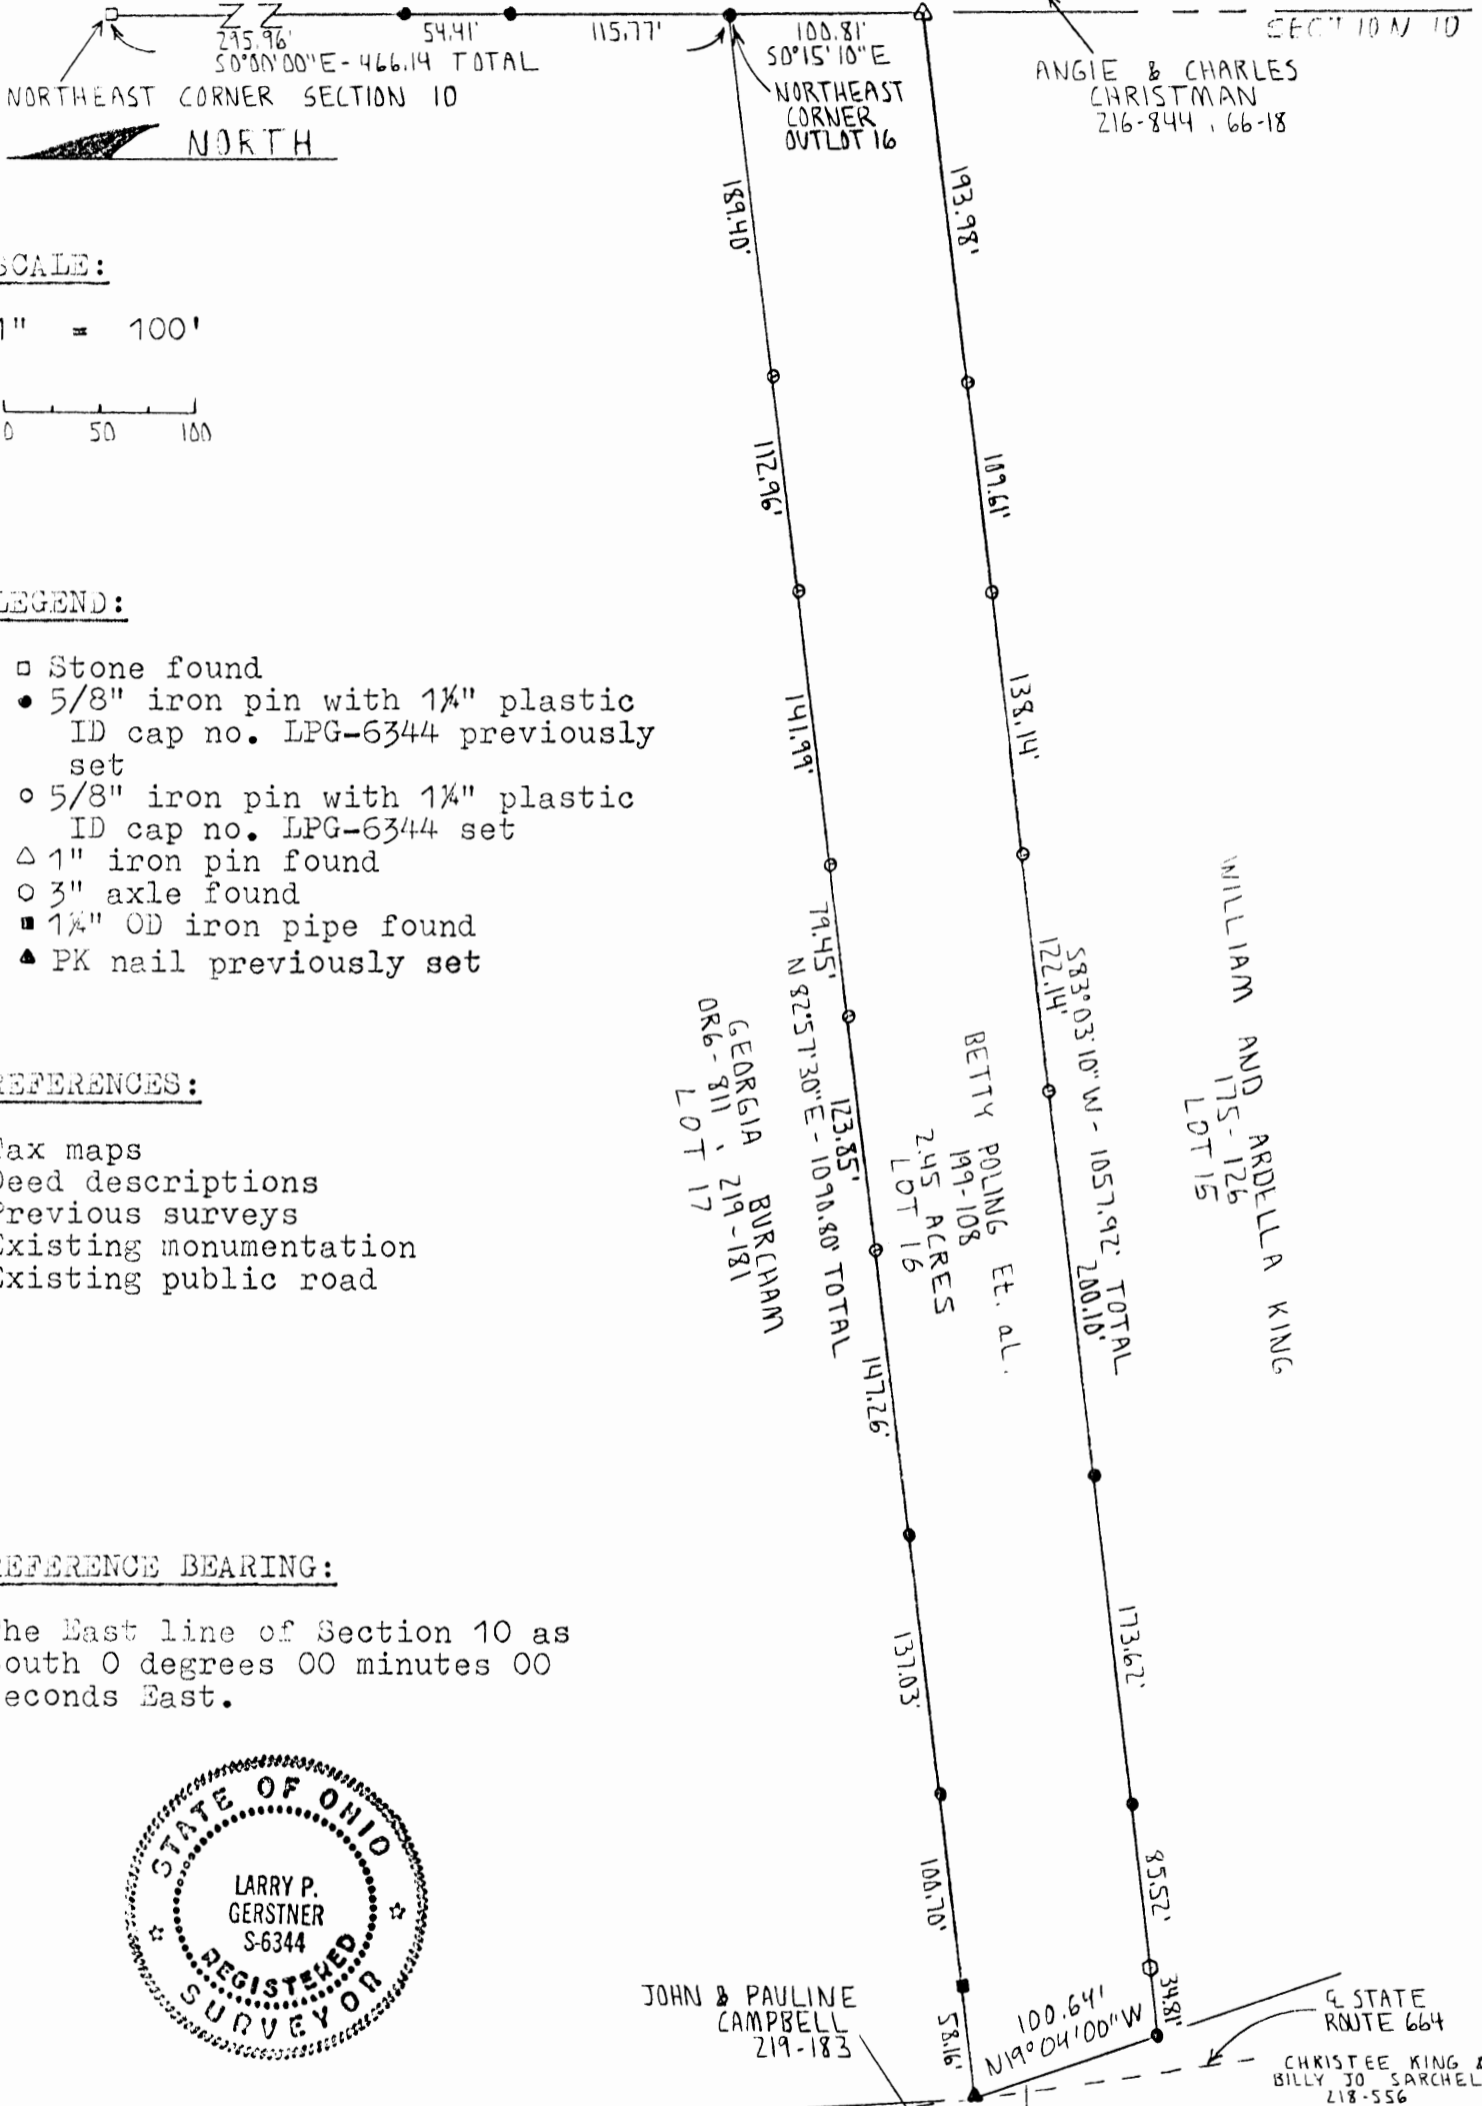 295.96'
54.41'
115.77'
100.81'
S0°00'00"E - 466.14 TOTAL
S0°15'10"E
SECTION 10
NORTHEAST CORNER SECTION 10
NORTHEAST
CORNER
OUTLOT 16
ANGIE & CHARLES
CHRISTMAN
216-844, 66-18
NORTH
SCALE:
1" = 100'
0 50 100
LEGEND:
Stone found
5/8" iron pin with 1¼" plastic
ID cap no. LPG-6344 previously
set
5/8" iron pin with 1¼" plastic
ID cap no. LPG-6344 set
1" iron pin found
3" axle found
1¼" OD iron pipe found
PK nail previously set
REFERENCES:
Tax maps
Deed descriptions
Previous surveys
Existing monumentation
Existing public road
REFERENCE BEARING:
The East line of Section 10 as
South 0 degrees 00 minutes 00
seconds East.
STATE OF OHIO
LARRY P.
GERSTNER
S-6344
REGISTERED
SURVEYOR
189.40'
112.96'
141.99'
79.45'
123.85'
N 82°57'30"E - 1090.80' TOTAL
147.26'
137.03'
100.70'
58.16'
GEORGIA BURCHAM
OR6-811, 219-181
LOT 17
BETTY POLING Et. al.
199-108
2.45 ACRES
LOT 16
193.98'
109.61'
138.14'
122.14'
S83°03'10"W - 1057.92' TOTAL
200.10'
173.62'
85.52'
34.81'
WILLIAM AND ARDELLA KING
175-126
LOT 15
JOHN & PAULINE
CAMPBELL
219-183
100.64'
N19°04'00"W
℄ STATE
ROUTE 664
CHRISTEE KING &
BILLY JO SARCHEL
218-556